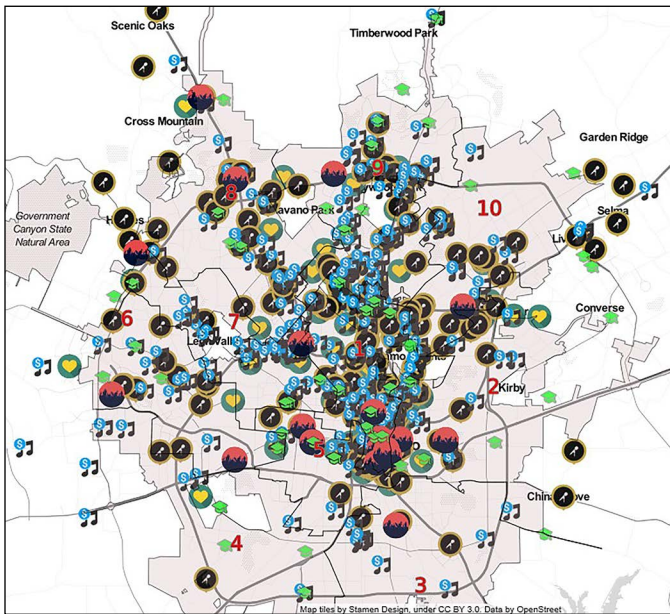 Scenic Oaks
Timberwood Park
Cross Mountain
Garden Ridge
9
8
10
Government
Canyon State
Natural Area
Selma
6
7
Converse
1
2
Kirby
5
4
3
Map tiles by Stamen Design, under CC BY 3.0. Data by OpenStreet